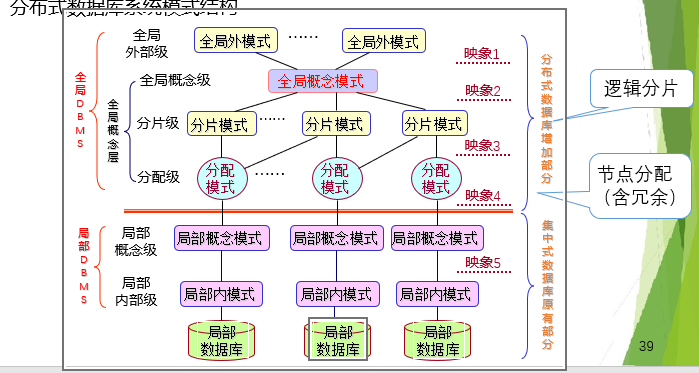 分布式数据库系统模式结构
全局
外部级
全局外模式
……
全局外模式
映象1
全局概念级
全局概念模式
映象2
分片级
分片模式
……
分片模式
分片模式
映象3
分配级
分配
模式
……
分配
模式
分配
模式
映象4
全局DBMS
全局概念层
分布式数据库增加部分
逻辑分片
节点分配
(含冗余)
局部
概念级
局部概念模式
局部概念模式
局部概念模式
映象5
局部
内部级
局部内模式
局部内模式
局部内模式
局部
数据库
局部
数据库
局部
数据库
局部DBMS
集中式数据库原有部分
39